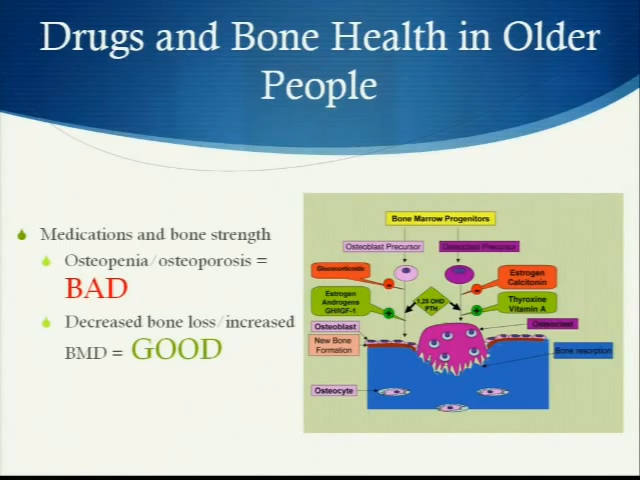 Drugs and Bone Health in Older
People
Medications and bone strength
Osteopenia/osteoporosis =
BAD
Decreased bone loss/increased
BMD = GOOD
Bone Marrow Progenitors
Osteoblast Precursor
Osteoclast Precursor
Glucocorticoids
Estrogen
Calcitonin
Estrogen
Androgens
GH/IGF-1
1,25 OHD
PTH
Thyroxine
Vitamin A
Osteoblast
Osteoclast
New Bone
Formation
Bone resorption
Osteocyte